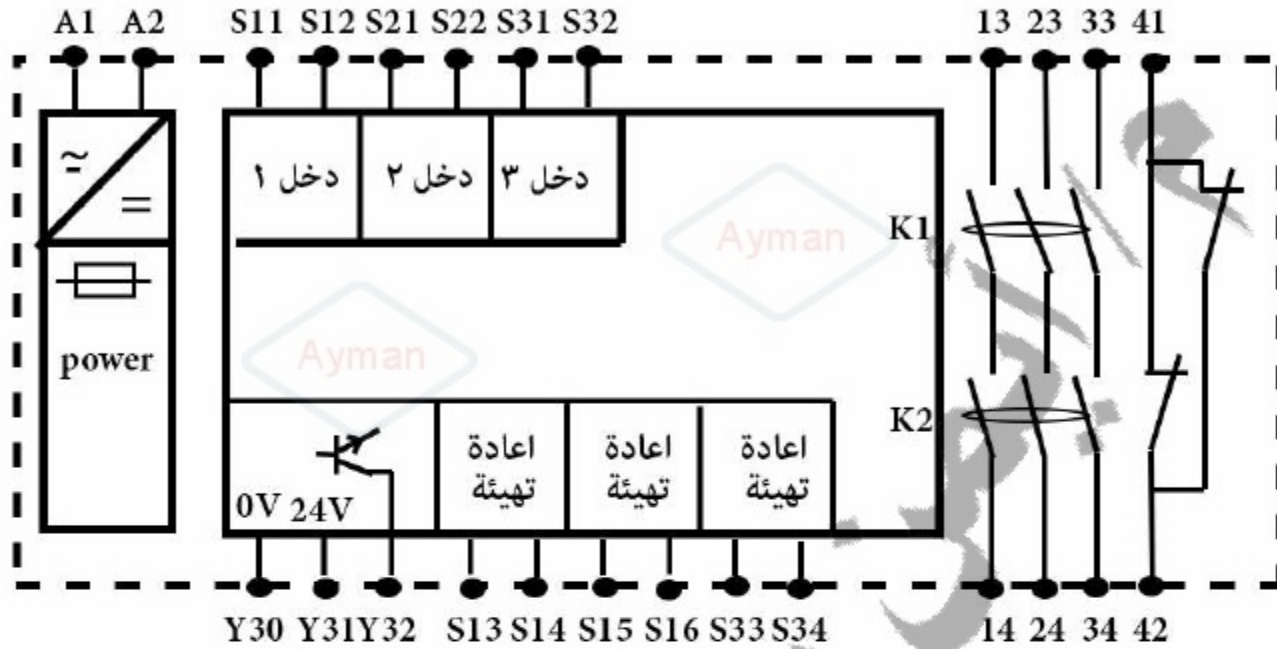 A1 A2 S11 S12 S21 S22 S31 S32 13 23 33 41
~
=
دخل ١ دخل ٢ دخل ٣
Ayman
K1
Ayman
power
K2
اعادة اعادة اعادة
تهيئة تهيئة تهيئة
0V 24V
Y30 Y31 Y32 S13 S14 S15 S16 S33 S34 14 24 34 42